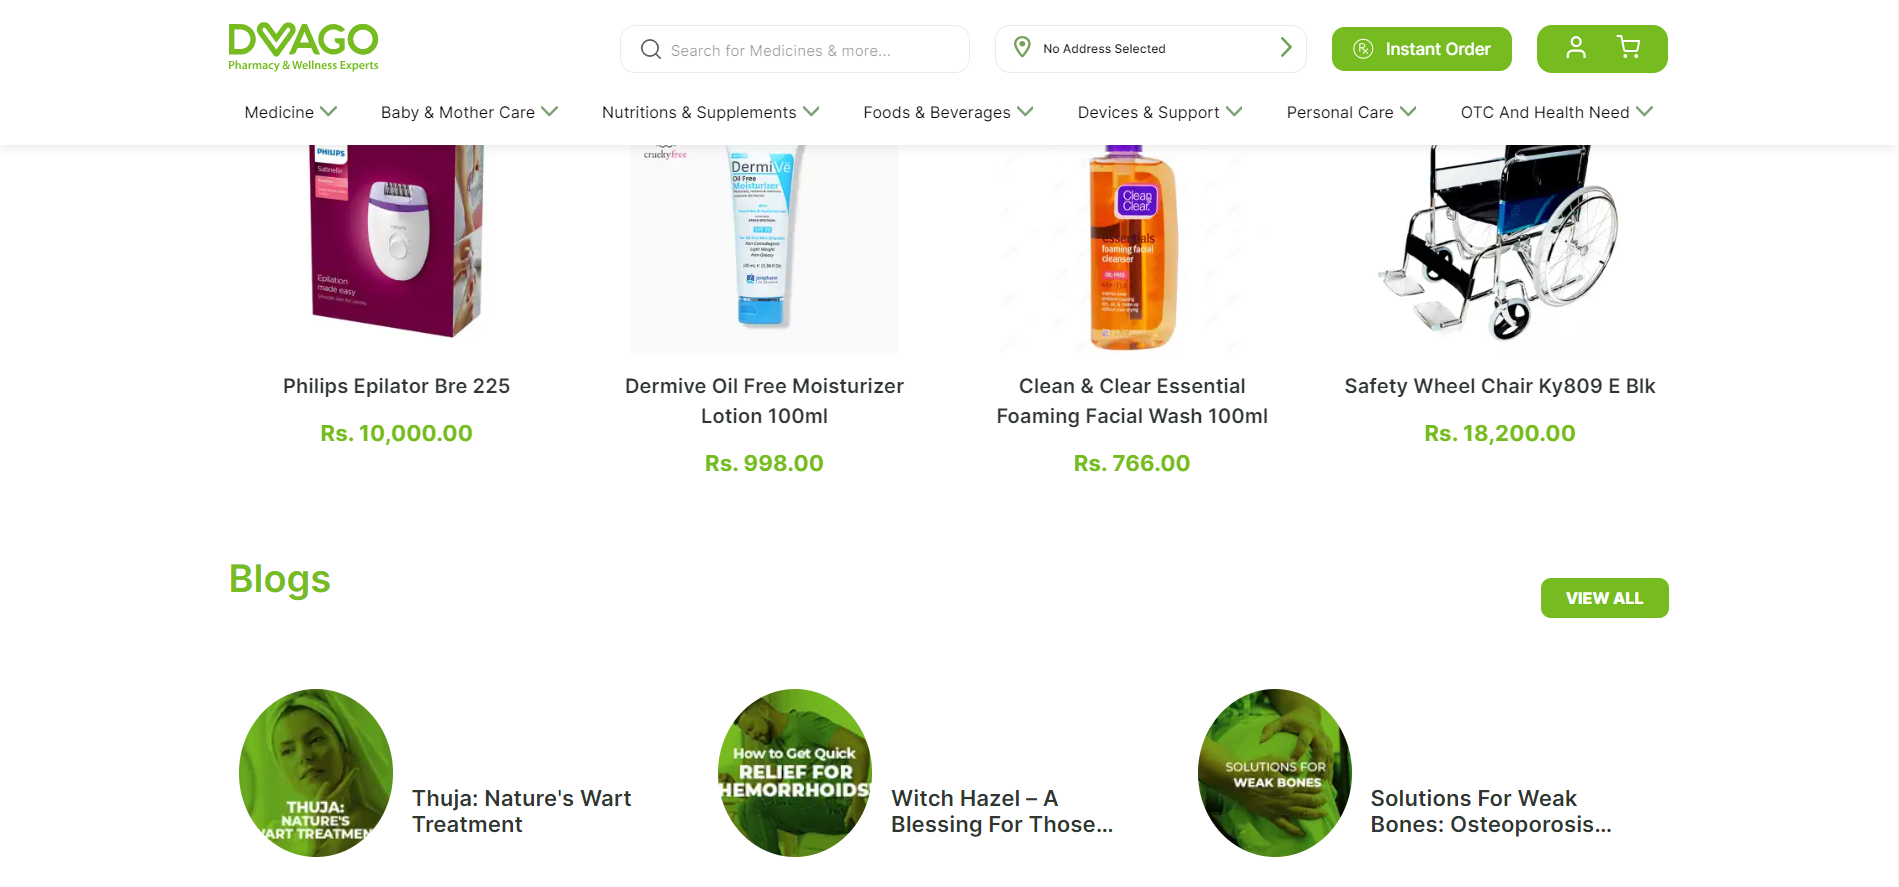 DVAGO
Pharmacy & Wellness Experts
Search for Medicines & more...
No Address Selected
Instant Order
Medicine
Baby & Mother Care
Nutritions & Supplements
Foods & Beverages
Devices & Support
Personal Care
OTC And Health Need
PHILIPS
Satinelle
Epilation
made easy
crueltyfree
DermiVe
Oil Free
Moisturizer
Clean
Clear.
essentials
foaming facial
cleanser
Philips Epilator Bre 225
Rs. 10,000.00
Dermive Oil Free Moisturizer
Lotion 100ml
Rs. 998.00
Clean & Clear Essential
Foaming Facial Wash 100ml
Rs. 766.00
Safety Wheel Chair Ky809 E Blk
Rs. 18,200.00
Blogs
VIEW ALL
THUJA:
NATURE'S
WART TREATMENT
Thuja: Nature's Wart
Treatment
How to Get Quick
RELIEF FOR
HEMORRHOIDS
Witch Hazel – A
Blessing For Those...
SOLUTIONS FOR
WEAK BONES
Solutions For Weak
Bones: Osteoporosis...